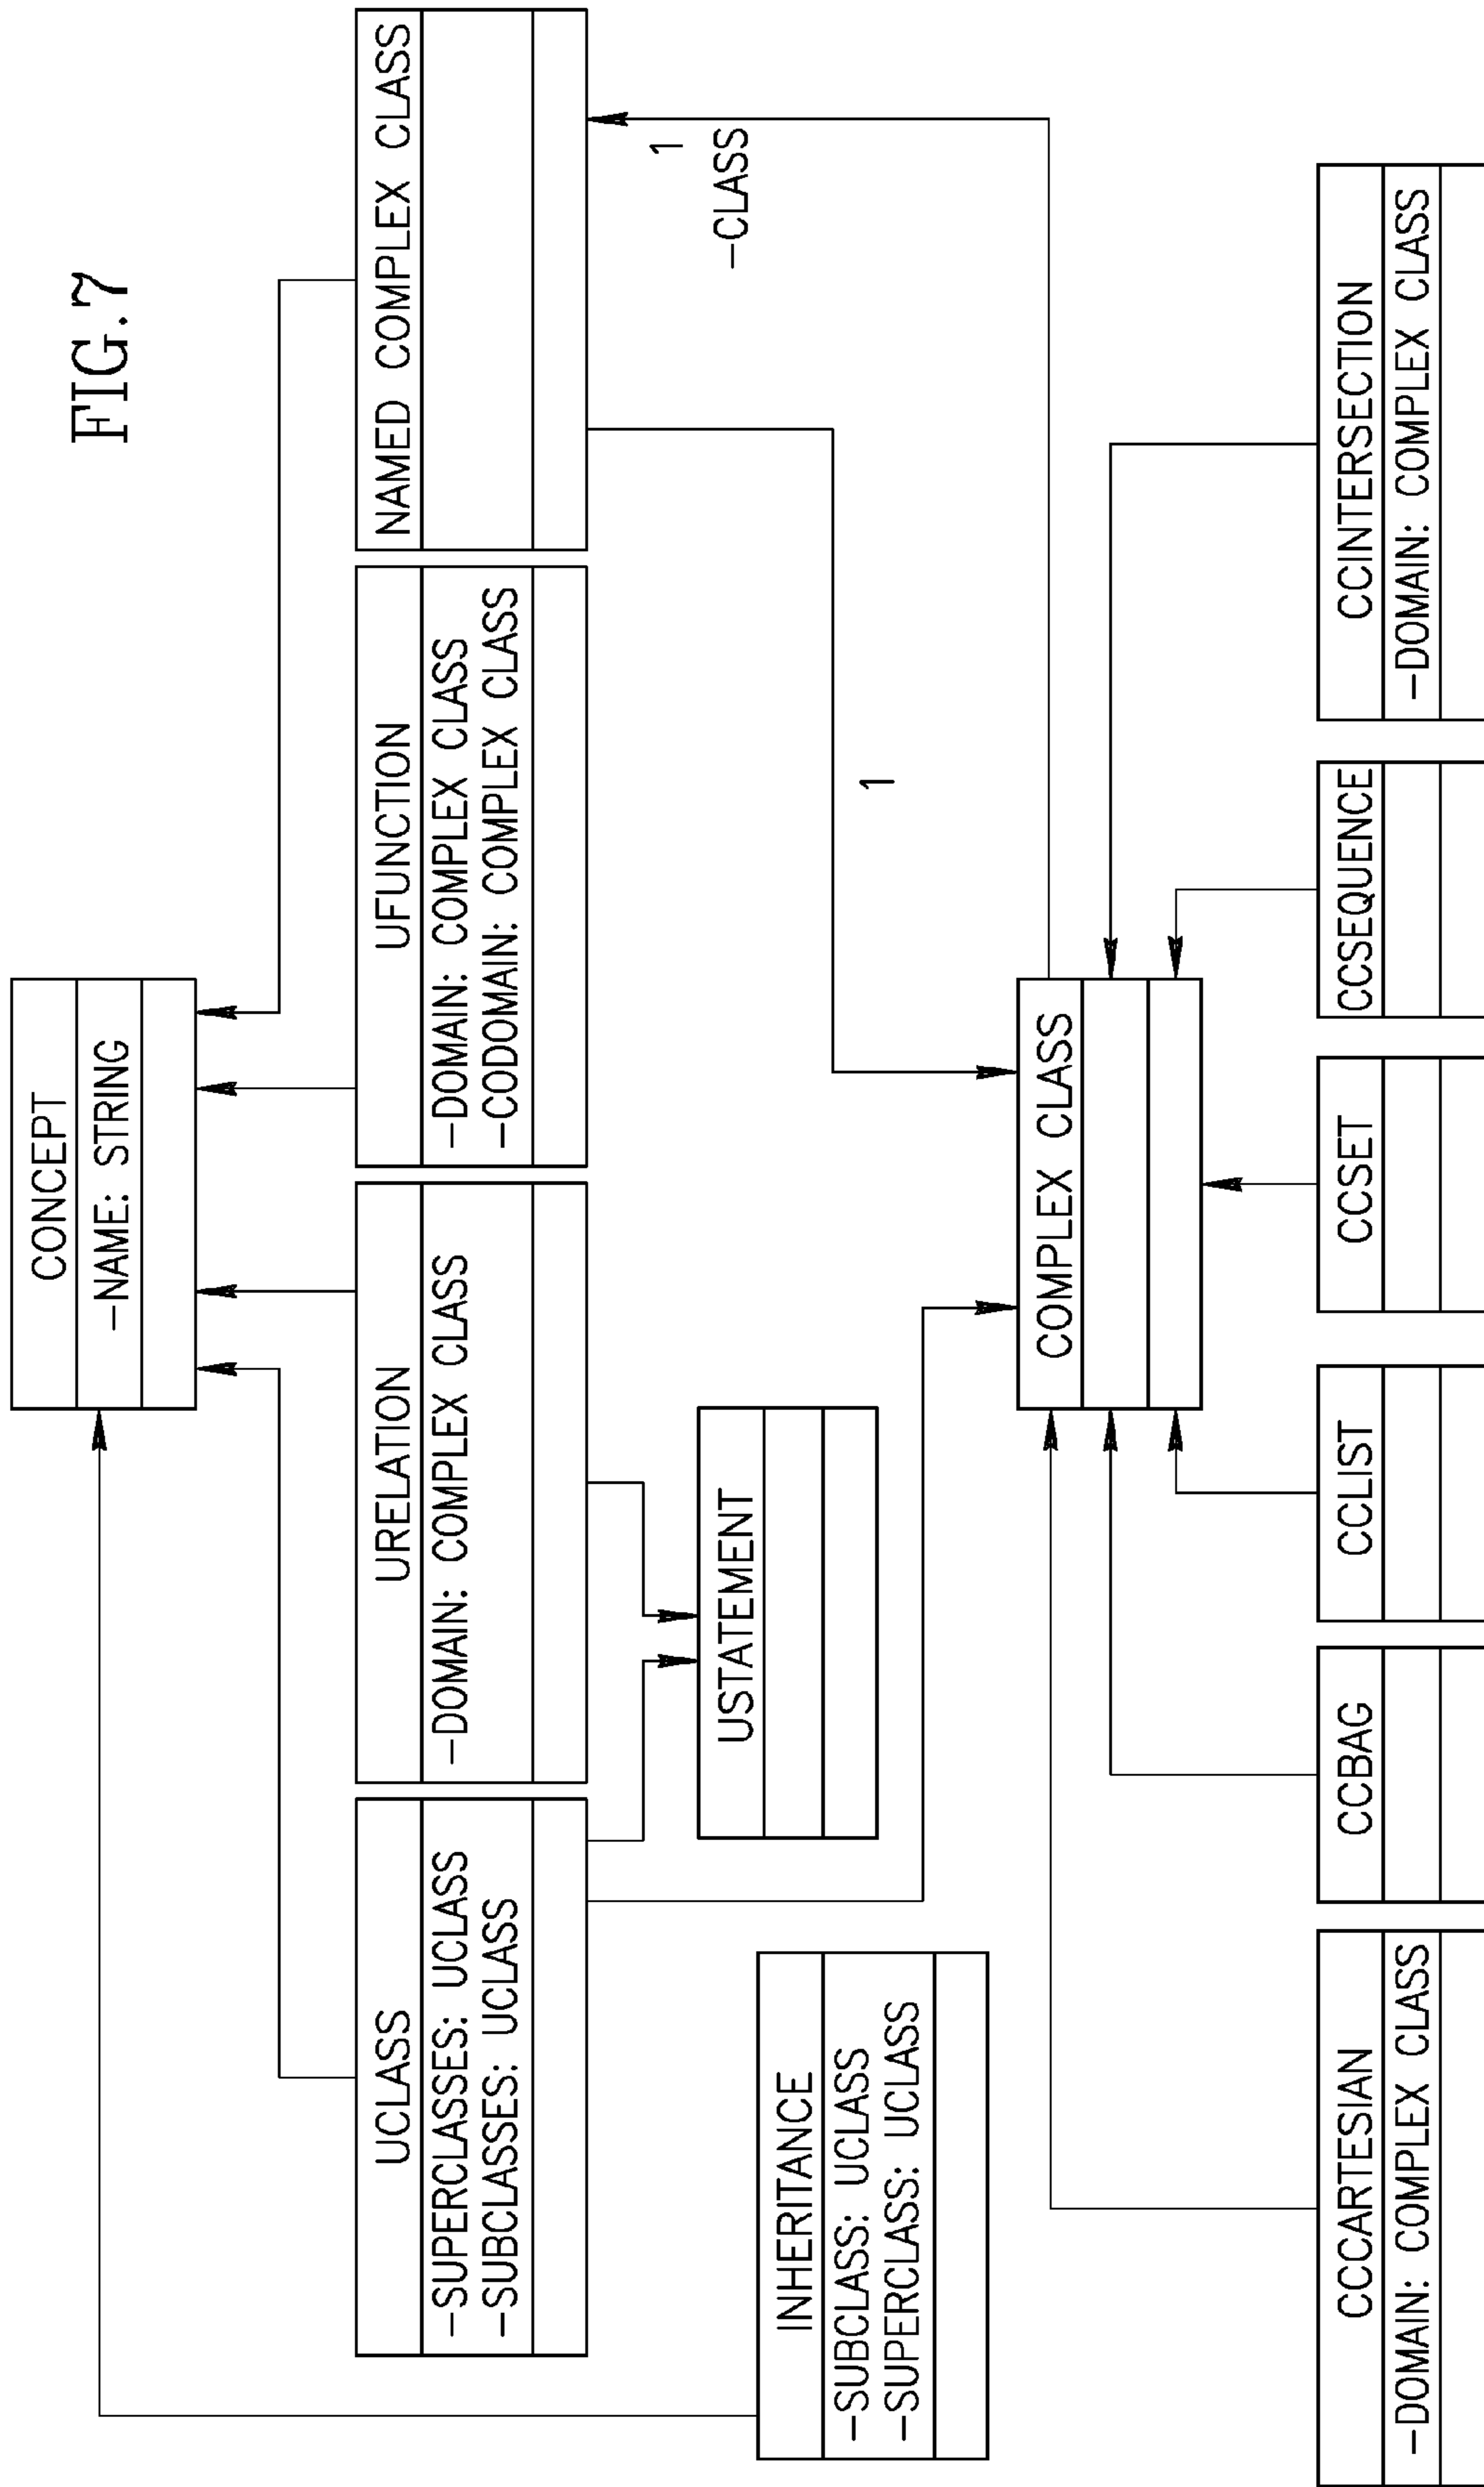 FIG.7
CONCEPT
-NAME: STRING
UCLASS
-SUPERCLASSES: UCLASS
-SUBCLASSES: UCLASS
URELATION
-DOMAIN: COMPLEX CLASS
UFUNCTION
-DOMAIN: COMPLEX CLASS
-CODOMAIN: COMPLEX CLASS
NAMED COMPLEX CLASS
INHERITANCE
-SUBCLASS: UCLASS
-SUPERCLASS: UCLASS
USTATEMENT
1
1
-CLASS
COMPLEX CLASS
CCCARTESIAN
-DOMAIN: COMPLEX CLASS
CCBAG
CCLIST
CCSET
CCSEQUENCE
CCINTERSECTION
-DOMAIN: COMPLEX CLASS